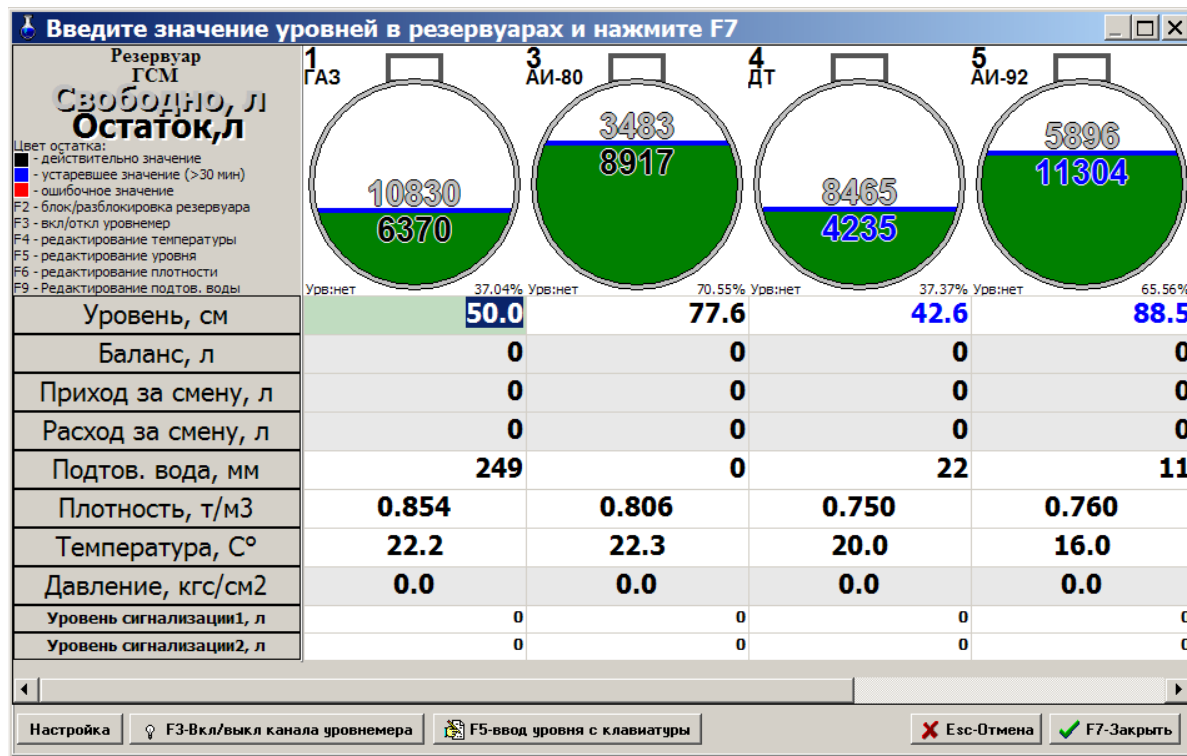 Введите значение уровней в резервуарах и нажмите F7
Резервуар
ГСМ
Свободно, л
Остаток,л
Цвет остатка:
- действительно значение
- устаревшее значение (>30 мин)
- ошибочное значение
F2 - блок/разблокировка резервуара
F3 - вкл/откл уровнемер
F4 - редактирование температуры
F5 - редактирование уровня
F6 - редактирование плотности
F9 - Редактирование подтов. воды
1
ГАЗ
10830
6370
Урв:нет 37.04%
3
АИ-80
3483
8917
Урв:нет 70.55%
4
ДТ
8465
4235
Урв:нет 37.37%
5
АИ-92
5896
11304
Урв:нет 65.56%
Уровень, см 50.0 77.6 42.6 88.5
Баланс, л 0 0 0 0
Приход за смену, л 0 0 0 0
Расход за смену, л 0 0 0 0
Подтов. вода, мм 249 0 22 11
Плотность, т/м3 0.854 0.806 0.750 0.760
Температура, С° 22.2 22.3 20.0 16.0
Давление, кгс/см2 0.0 0.0 0.0 0.0
Уровень сигнализации1, л 0 0 0 0
Уровень сигнализации2, л 0 0 0 0
Настройка F3-Вкл/выкл канала уровнемера F5-ввод уровня с клавиатуры Esc-Отмена F7-Закрыть